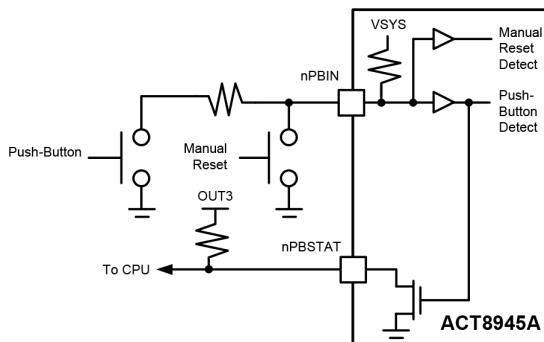 VSYS
Manual
Reset
Detect
nPBIN
Push-
Button
Detect
Push-Button
Manual
Reset
OUT3
nPBSTAT
To CPU
ACT8945A